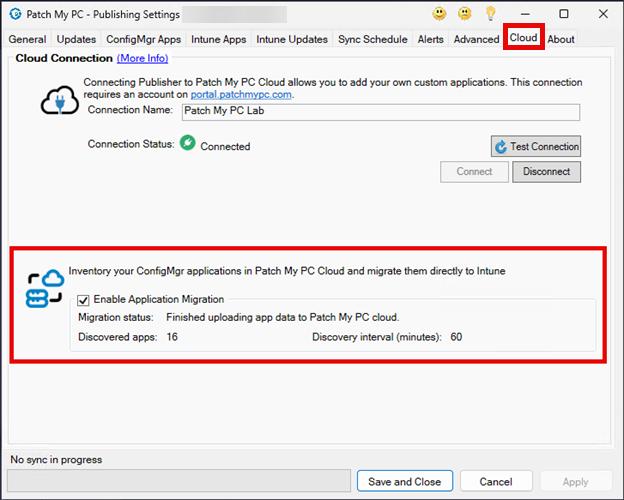 Patch My PC - Publishing Settings
General Updates ConfigMgr Apps Intune Apps Intune Updates Sync Schedule Alerts Advanced Cloud About
Cloud Connection (More Info)
Connecting Publisher to Patch My PC Cloud allows you to add your own custom applications. This connection
requires an account on portal.patchmypc.com.
Connection Name: Patch My PC Lab
Connection Status: Connected
Test Connection
Connect Disconnect
Inventory your ConfigMgr applications in Patch My PC Cloud and migrate them directly to Intune
Enable Application Migration
Migration status: Finished uploading app data to Patch My PC cloud.
Discovered apps: 16 Discovery interval (minutes): 60
No sync in progress
Save and Close Cancel Apply